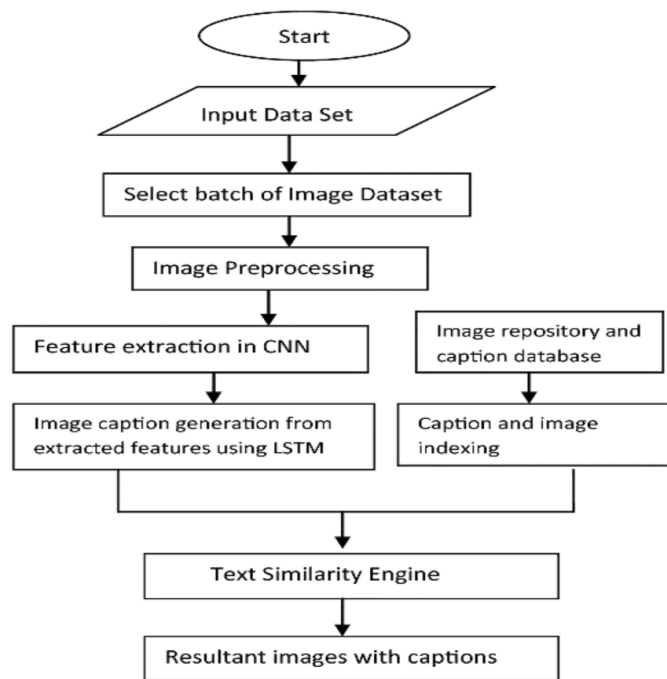 Start
Input Data Set
Select batch of Image Dataset
Image Preprocessing
Feature extraction in CNN
Image repository and
caption database
Image caption generation from
extracted features using LSTM
Caption and image
indexing
Text Similarity Engine
Resultant images with captions